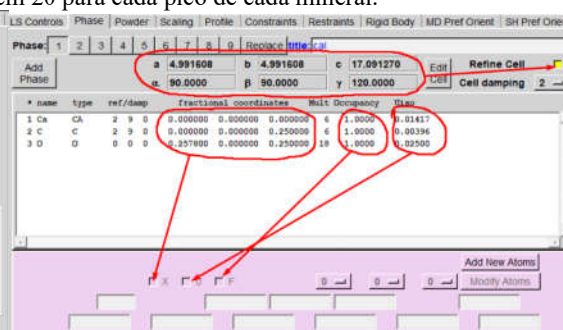 em 2θ para cada pico de cada mineral.
LS Controls Phase Powder Scaling Profile Constraints Restraints Rigid Body MD Pref Orient SH Pref Orien
Phase: 1 2 3 4 5 6 7 8 9 Replace title: cal
Add Phase a 4.991608 b 4.991608 c 17.091270 Edit Cell Refine Cell
α 90.0000 β 90.0000 γ 120.0000 Cell damping 2
* name type ref/damp fractional coordinates Mult Occupancy Uiso
1 Ca CA 2 9 0 0.000000 0.000000 0.000000 6 1.0000 0.01417
2 C C 2 9 0 0.000000 0.000000 0.250000 6 1.0000 0.00396
3 O O 0 0 0 0.257800 0.000000 0.250000 18 1.0000 0.02500
Add New Atoms
X U F 0 0 0 Modify Atoms